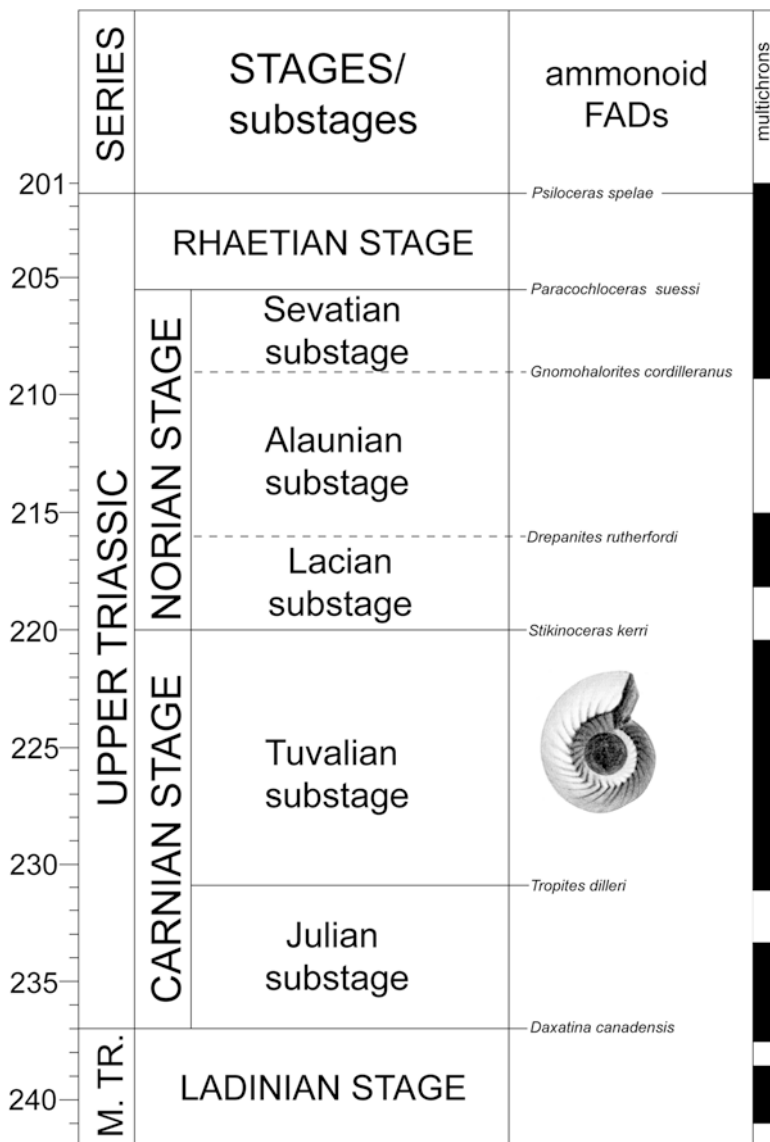 SERIES
STAGES/
substages
ammonoid
FADs
multichrons
201
Psiloceras spelae
RHAETIAN STAGE
205
Paracochloceras suessi
UPPER TRIASSIC
NORIAN STAGE
Sevatian
substage
Gnomohalorites cordilleranus
210
Alaunian
substage
215
Drepanites rutherfordi
Lacian
substage
220
Stikinoceras kerri
CARNIAN STAGE
Tuvalian
substage
225
230
Tropites dilleri
Julian
substage
235
Daxatina canadensis
M. TR.
LADINIAN STAGE
240